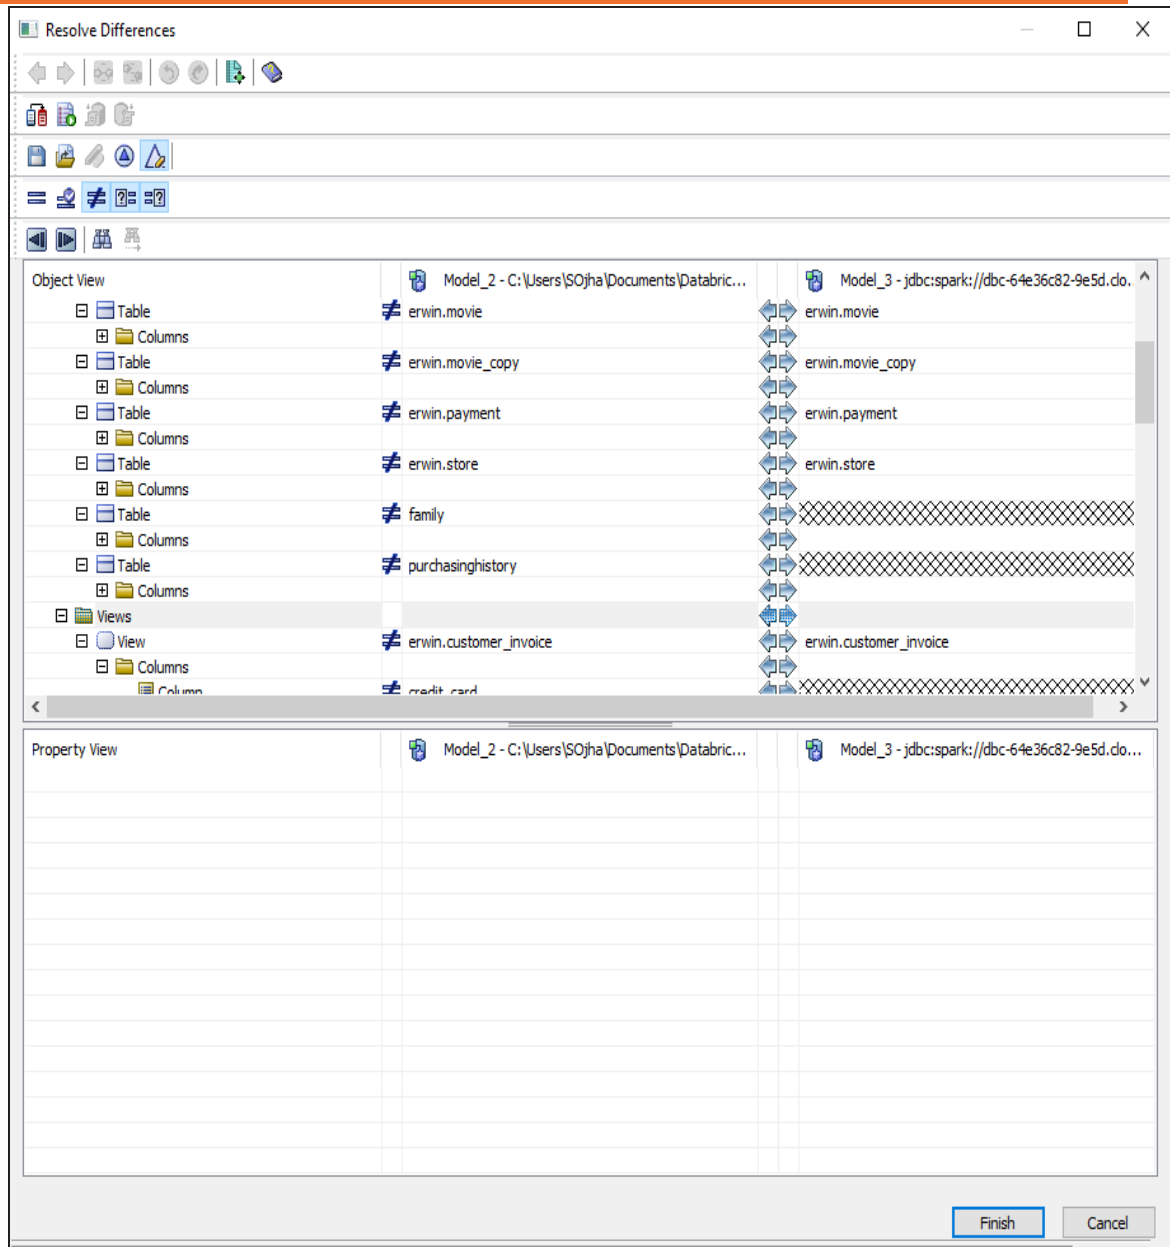 Resolve Differences
Object View Model_2 - C:\Users\SOjha\Documents\Databric... Model_3 - jdbc:spark://dbc-64e36c82-9e5d.clo..
Table erwin.movie erwin.movie
Columns
Table erwin.movie_copy erwin.movie_copy
Columns
Table erwin.payment erwin.payment
Columns
Table erwin.store erwin.store
Columns
Table family
Columns
Table purchasinghistory
Columns
Views
View erwin.customer_invoice erwin.customer_invoice
Columns
Column credit_card
Property View Model_2 - C:\Users\SOjha\Documents\Databric... Model_3 - jdbc:spark://dbc-64e36c82-9e5d.clo...
Finish Cancel